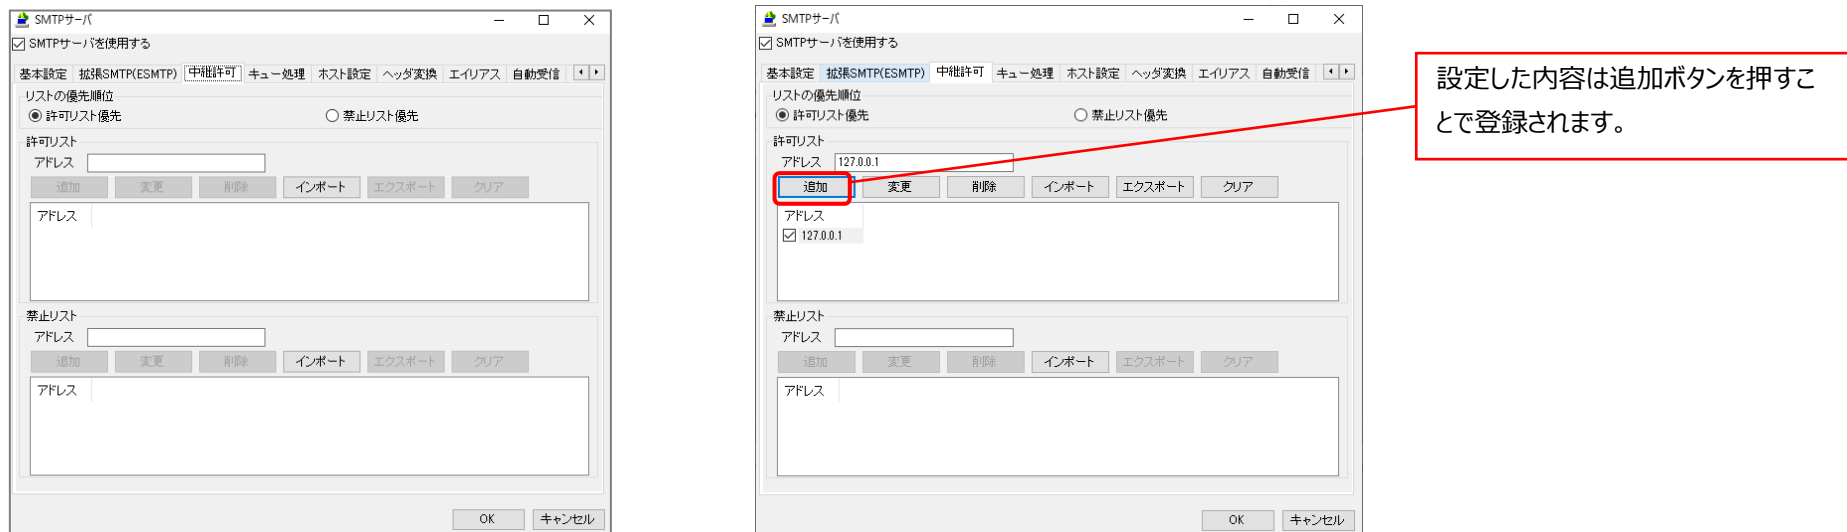 SMTPサーバ
SMTPサーバを使用する
基本設定 拡張SMTP(ESMTP) 中継許可 キュー処理 ホスト設定 ヘッダ変換 エイリアス 自動受信
リストの優先順位
許可リスト優先 禁止リスト優先
許可リスト
アドレス
追加 変更 削除 インポート エクスポート クリア
アドレス
禁止リスト
アドレス
追加 変更 削除 インポート エクスポート クリア
アドレス
OK キャンセル
SMTPサーバ
SMTPサーバを使用する
基本設定 拡張SMTP(ESMTP) 中継許可 キュー処理 ホスト設定 ヘッダ変換 エイリアス 自動受信
リストの優先順位
許可リスト優先 禁止リスト優先
許可リスト
アドレス 127.0.0.1
追加 変更 削除 インポート エクスポート クリア
アドレス
127.0.0.1
禁止リスト
アドレス
追加 変更 削除 インポート エクスポート クリア
アドレス
OK キャンセル
設定した内容は追加ボタンを押すこ
とで登録されます。